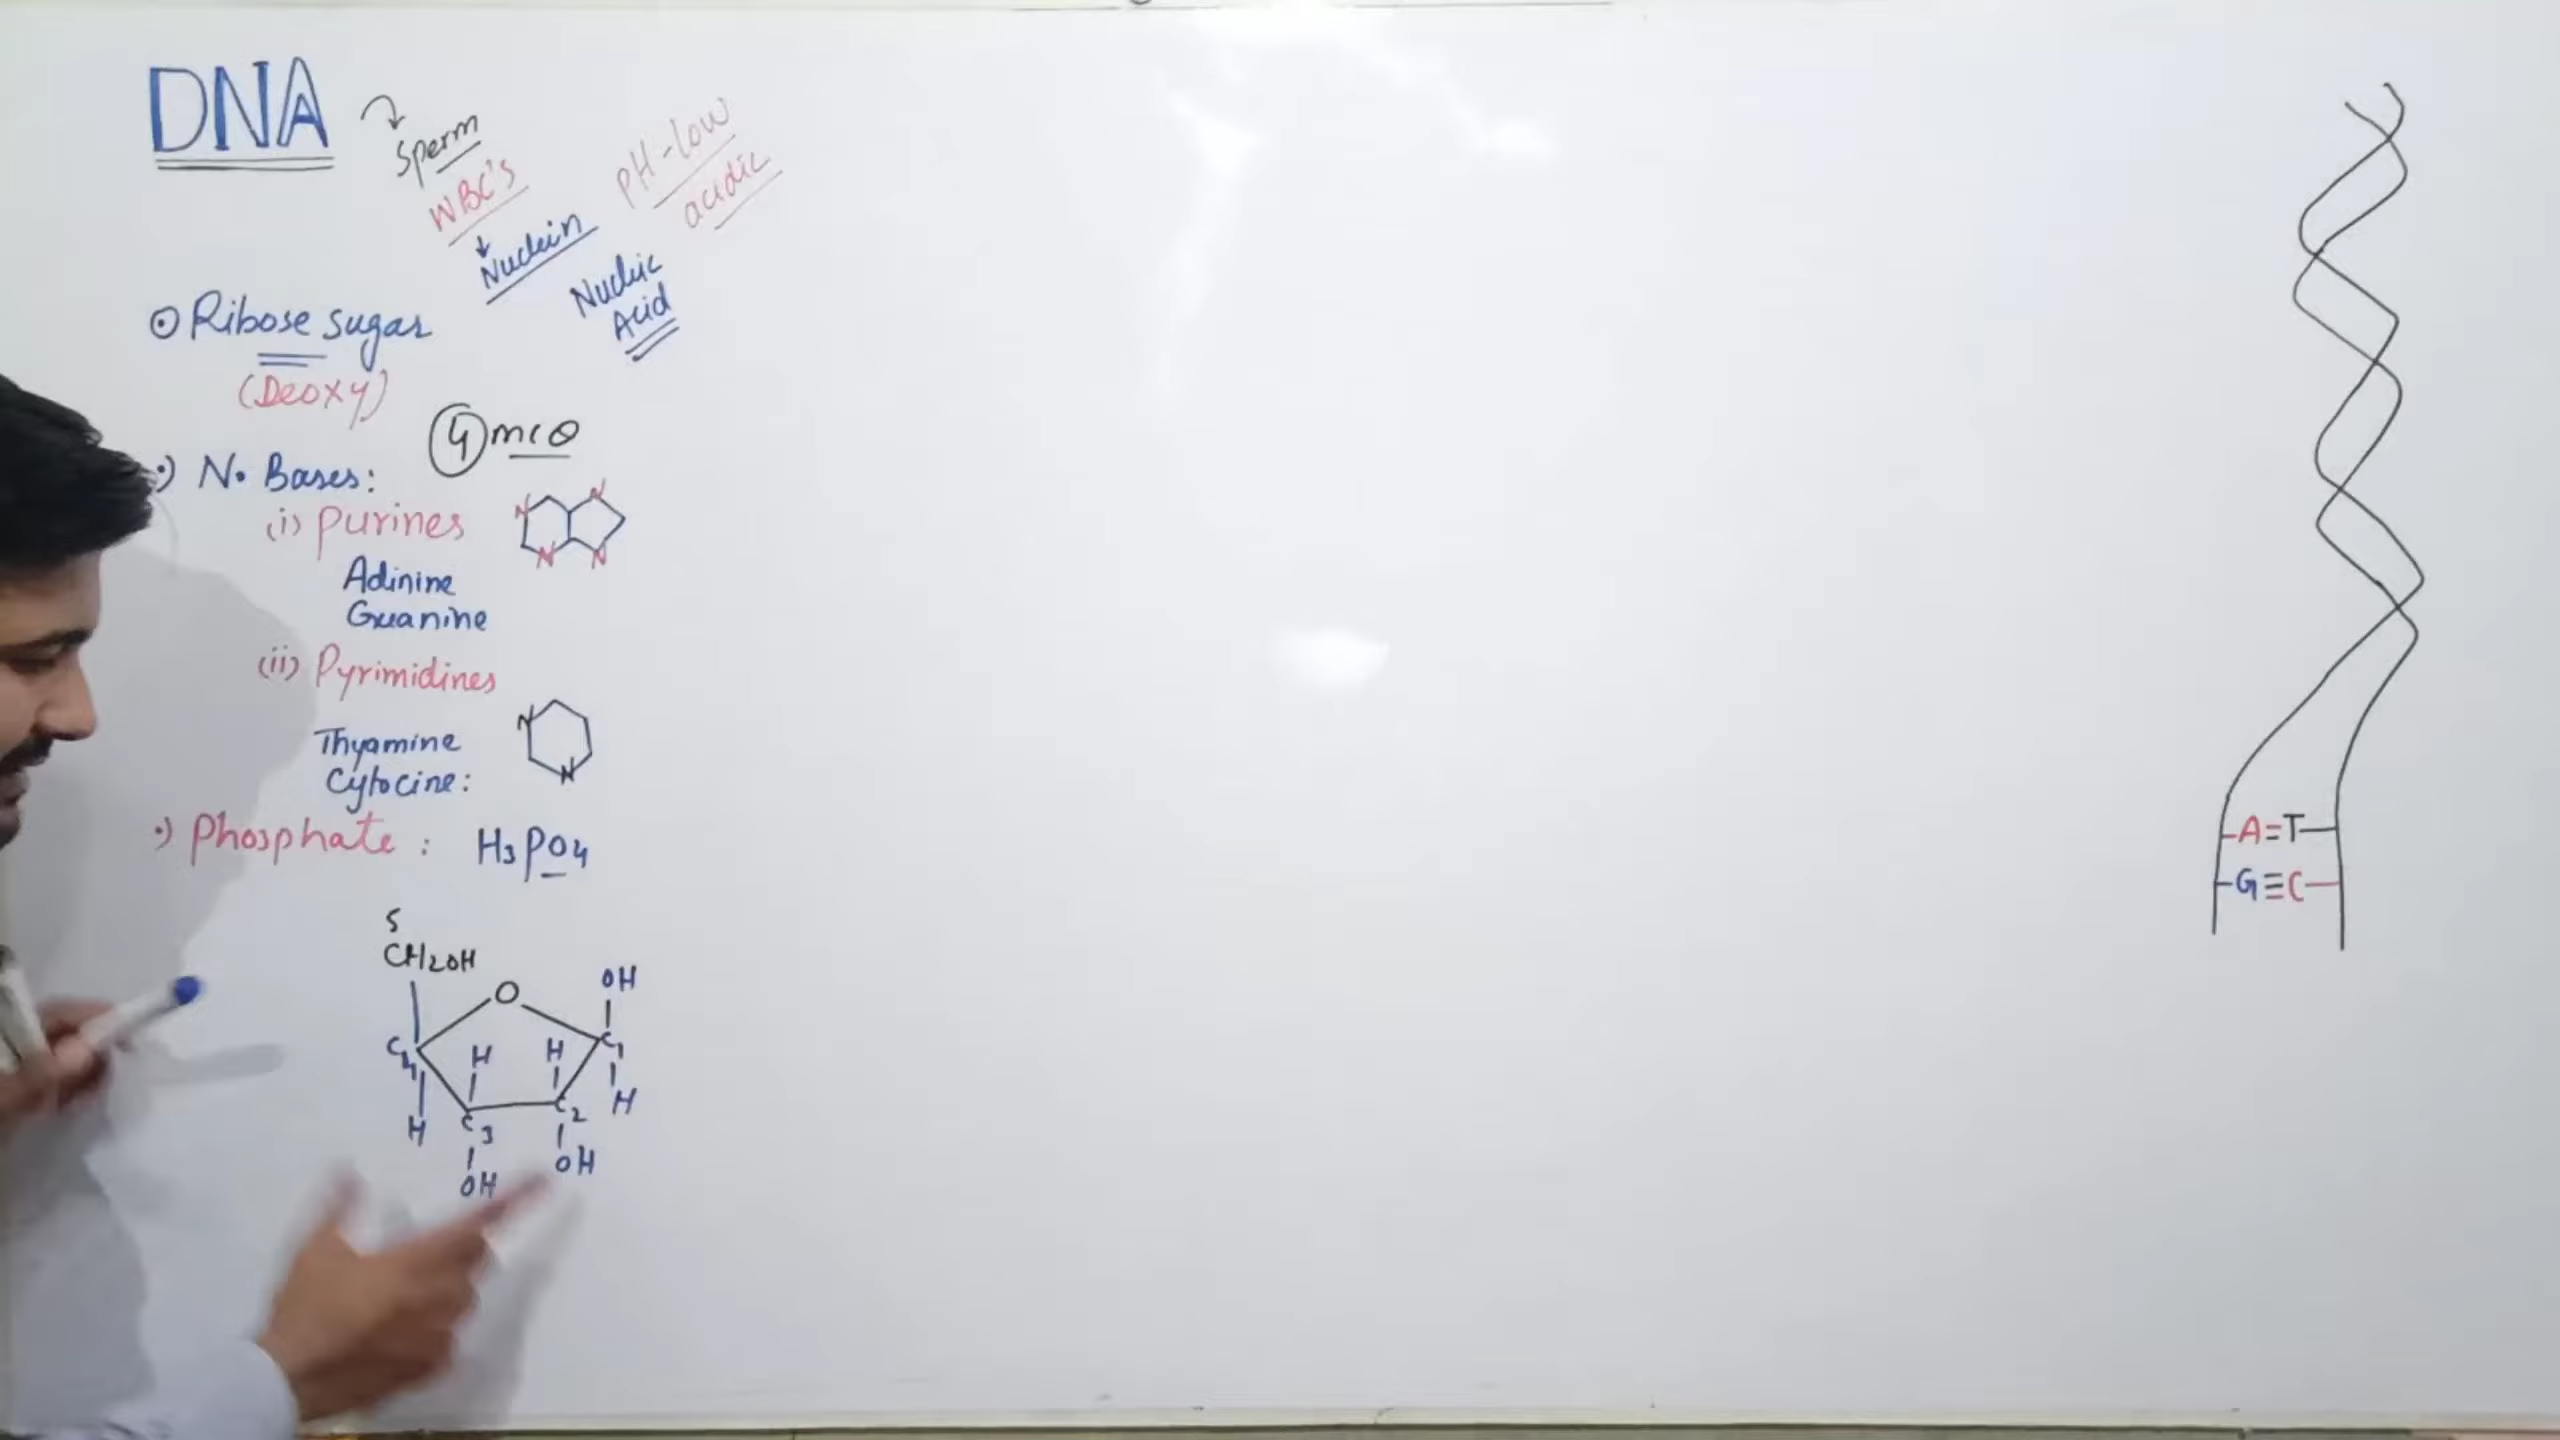 DNA
Sperm
WBC's
Nuclein
pH-low
acidic
Nucleic
Acid
Ribose sugar
(Deoxy)
4 mcQ
•) N. Bases:
(i) Purines
N N
N N
Adinine
Guanine
(ii) Pyrimidines
N
N
Thyamine
Cytocine:
•) Phosphate : H3PO4
5
CH2OH
O
OH
C4 H H C1
H C3 C2 H
OH OH
A=T
G≡C